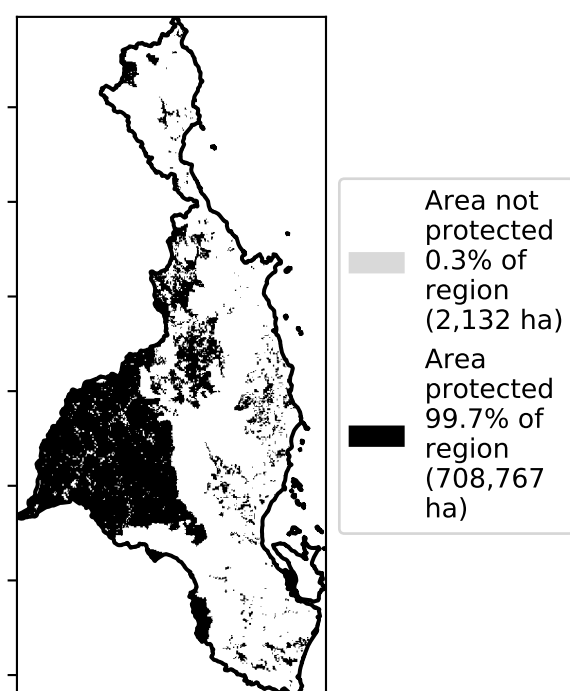 Area not
protected
0.3% of
region
(2,132 ha)
Area
protected
99.7% of
region
(708,767
ha)